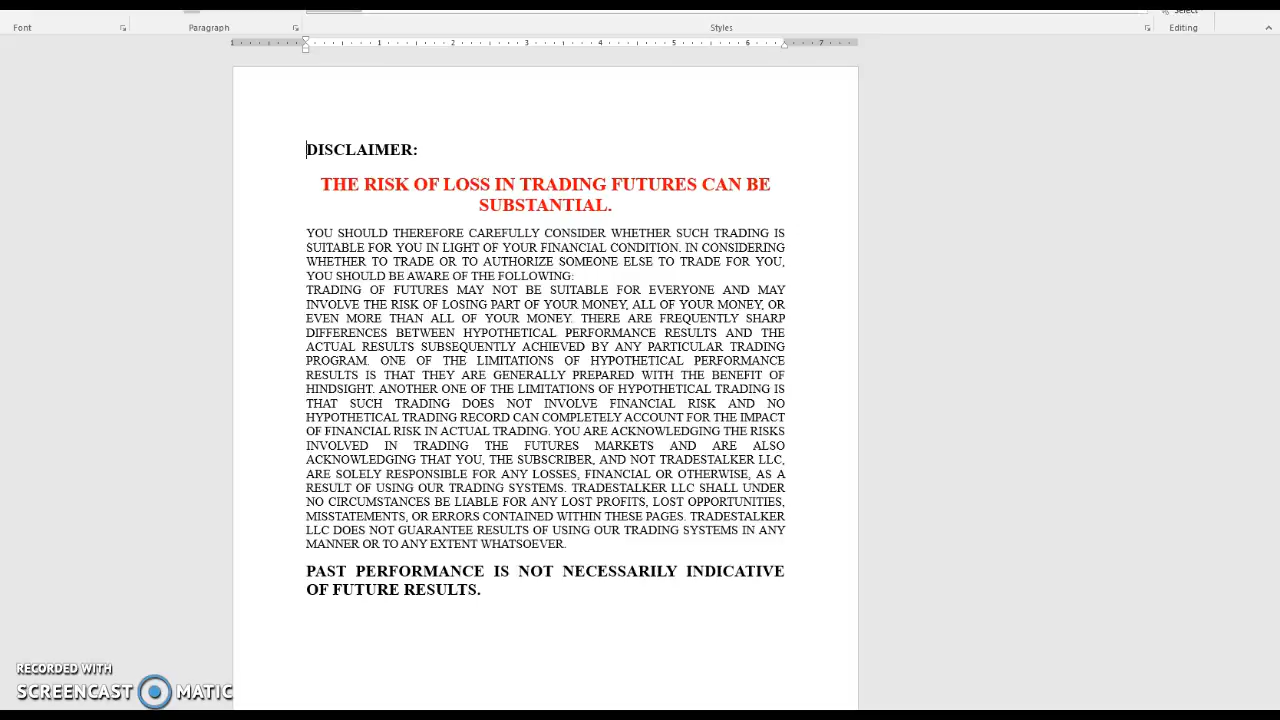 Select
Font
Paragraph
Styles
Editing
1 1 2 3 4 5 6 7
DISCLAIMER:
THE RISK OF LOSS IN TRADING FUTURES CAN BE
SUBSTANTIAL.
YOU SHOULD THEREFORE CAREFULLY CONSIDER WHETHER SUCH TRADING IS
SUITABLE FOR YOU IN LIGHT OF YOUR FINANCIAL CONDITION. IN CONSIDERING
WHETHER TO TRADE OR TO AUTHORIZE SOMEONE ELSE TO TRADE FOR YOU,
YOU SHOULD BE AWARE OF THE FOLLOWING:
TRADING OF FUTURES MAY NOT BE SUITABLE FOR EVERYONE AND MAY
INVOLVE THE RISK OF LOSING PART OF YOUR MONEY, ALL OF YOUR MONEY, OR
EVEN MORE THAN ALL OF YOUR MONEY. THERE ARE FREQUENTLY SHARP
DIFFERENCES BETWEEN HYPOTHETICAL PERFORMANCE RESULTS AND THE
ACTUAL RESULTS SUBSEQUENTLY ACHIEVED BY ANY PARTICULAR TRADING
PROGRAM. ONE OF THE LIMITATIONS OF HYPOTHETICAL PERFORMANCE
RESULTS IS THAT THEY ARE GENERALLY PREPARED WITH THE BENEFIT OF
HINDSIGHT. ANOTHER ONE OF THE LIMITATIONS OF HYPOTHETICAL TRADING IS
THAT SUCH TRADING DOES NOT INVOLVE FINANCIAL RISK AND NO
HYPOTHETICAL TRADING RECORD CAN COMPLETELY ACCOUNT FOR THE IMPACT
OF FINANCIAL RISK IN ACTUAL TRADING. YOU ARE ACKNOWLEDGING THE RISKS
INVOLVED IN TRADING THE FUTURES MARKETS AND ARE ALSO
ACKNOWLEDGING THAT YOU, THE SUBSCRIBER, AND NOT TRADESTALKER LLC,
ARE SOLELY RESPONSIBLE FOR ANY LOSSES, FINANCIAL OR OTHERWISE, AS A
RESULT OF USING OUR TRADING SYSTEMS. TRADESTALKER LLC SHALL UNDER
NO CIRCUMSTANCES BE LIABLE FOR ANY LOST PROFITS, LOST OPPORTUNITIES,
MISSTATEMENTS, OR ERRORS CONTAINED WITHIN THESE PAGES. TRADESTALKER
LLC DOES NOT GUARANTEE RESULTS OF USING OUR TRADING SYSTEMS IN ANY
MANNER OR TO ANY EXTENT WHATSOEVER.
PAST PERFORMANCE IS NOT NECESSARILY INDICATIVE
OF FUTURE RESULTS.
RECORDED WITH
SCREENCAST MATIC